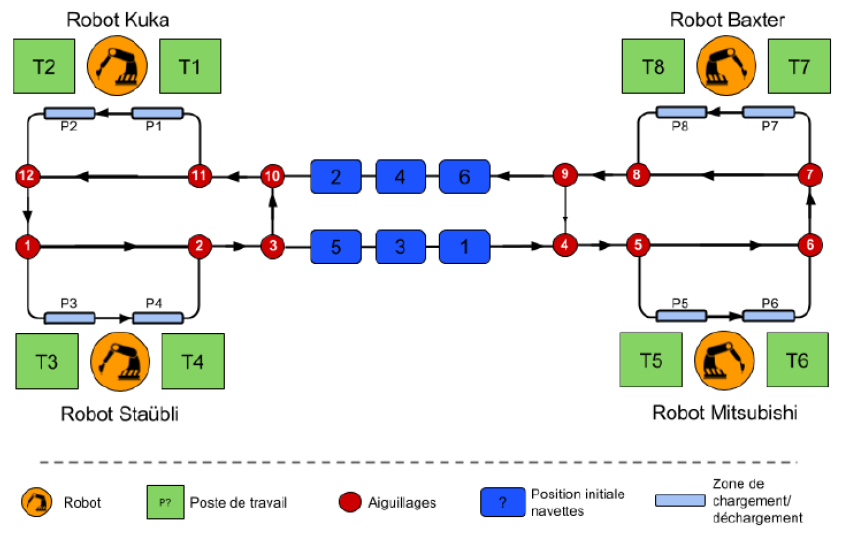 Robot Kuka
Robot Baxter
T2
T1
T8
T7
P2
P1
P8
P7
12
11
10
2
4
6
9
8
7
1
2
3
5
3
1
4
5
6
P3
P4
P5
P6
T3
T4
T5
T6
Robot Staübli
Robot Mitsubishi
Robot
P?
Poste de travail
Aiguillages
?
Position initiale
navettes
Zone de
chargement/
déchargement